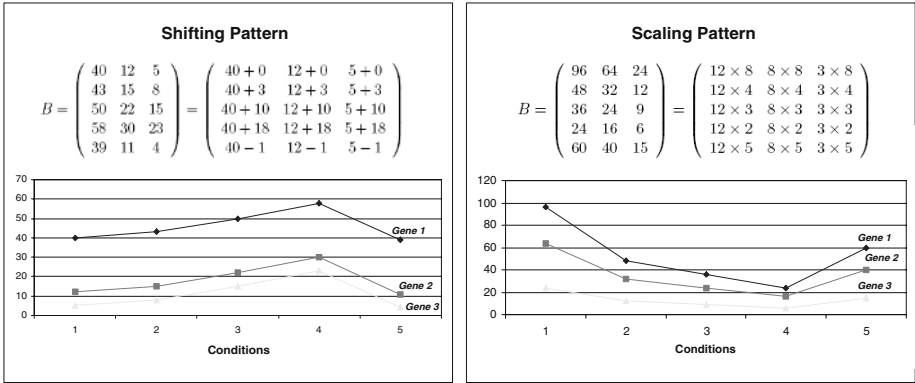 Shifting Pattern
B = ( 40 12 5 ) = ( 40 + 0 12 + 0 5 + 0 )
43 15 8 40 + 3 12 + 3 5 + 3
50 22 15 40 + 10 12 + 10 5 + 10
58 30 23 40 + 18 12 + 18 5 + 18
39 11 4 40 − 1 12 − 1 5 − 1
70
60
50
40
30
20
10
0
Gene 1
Gene 2
Gene 3
1 2 3 4 5
Conditions
Scaling Pattern
B = ( 96 64 24 ) = ( 12 × 8 8 × 8 3 × 8 )
48 32 12 12 × 4 8 × 4 3 × 4
36 24 9 12 × 3 8 × 3 3 × 3
24 16 6 12 × 2 8 × 2 3 × 2
60 40 15 12 × 5 8 × 5 3 × 5
120
100
80
60
40
20
0
Gene 1
Gene 2
Gene 3
1 2 3 4 5
Conditions